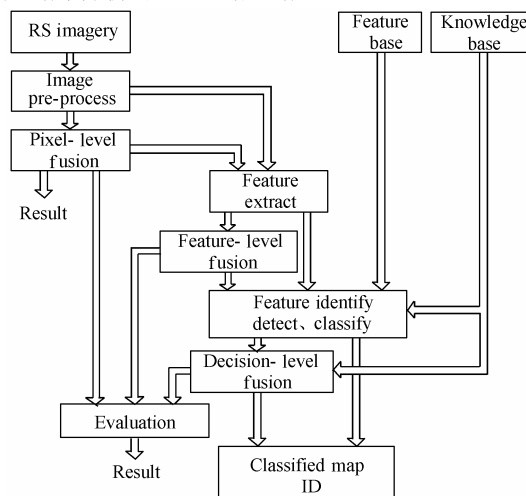 RS imagery
Feature
base
Knowledge
base
Image
pre-process
Pixel- level
fusion
Result
Feature
extract
Feature- level
fusion
Feature identify
detect、classify
Decision- level
fusion
Evaluation
Result
Classified map
ID